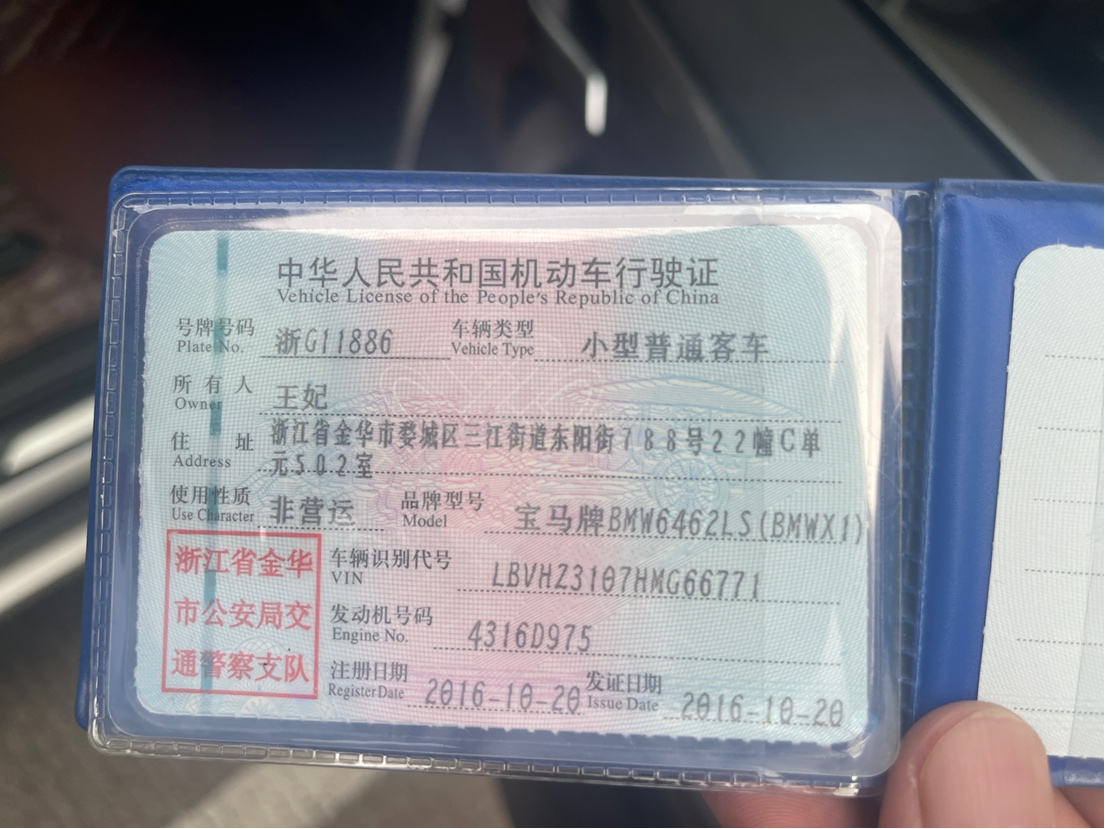 中华人民共和国机动车行驶证
Vehicle License of the People's Republic of China
号牌号码 浙G11886 车辆类型 小型普通客车
Plate No. Vehicle Type
所有人 王妃
Owner
住址 浙江省金华市婺城区三江街道东阳街788号22幢C单
Address 元502室
使用性质 非营运 品牌型号 宝马牌BMW6462LS(BMWX1)
Use Character Model
浙江省金华
市公安局交
通警察支队
车辆识别代号 LBVHZ3107HMG66771
VIN
发动机号码 4316D975
Engine No.
注册日期 2016-10-20 发证日期 2016-10-20
Register Date Issue Date